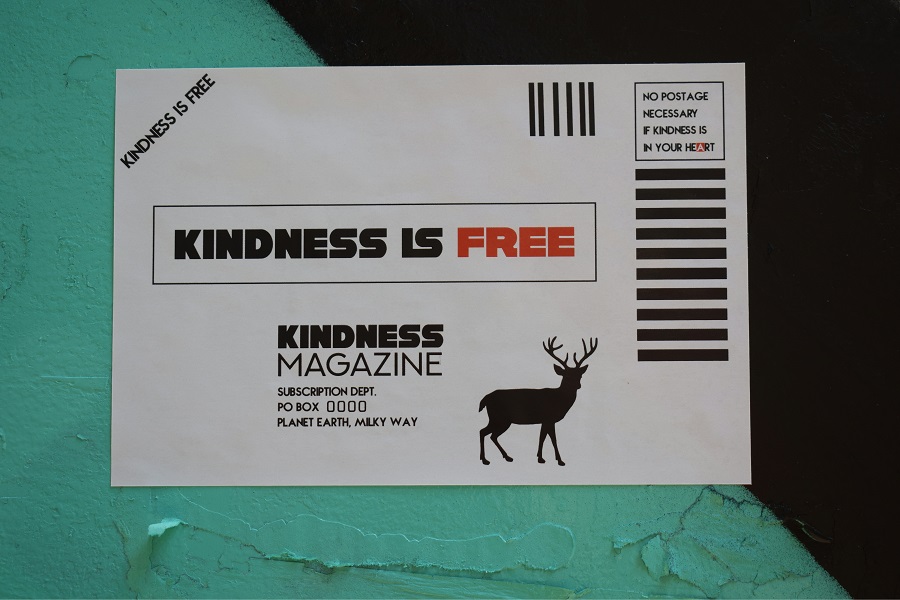 KINDNESS IS FREE
NO POSTAGE
NECESSARY
IF KINDNESS IS
IN YOUR HEART
KINDNESS IS FREE
KINDNESS
MAGAZINE
SUBSCRIPTION DEPT.
PO BOX 0000
PLANET EARTH, MILKY WAY